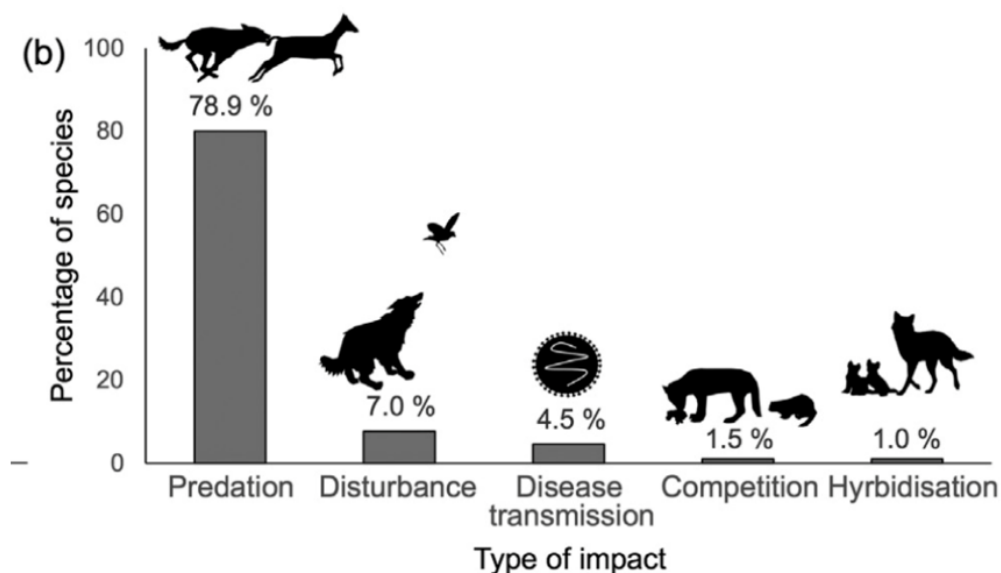 (b)
Percentage of species
100
80
60
40
20
0
78.9 %
7.0 %
4.5 %
1.5 %
1.0 %
Predation
Disturbance
Disease
transmission
Competition
Hyrbidisation
Type of impact